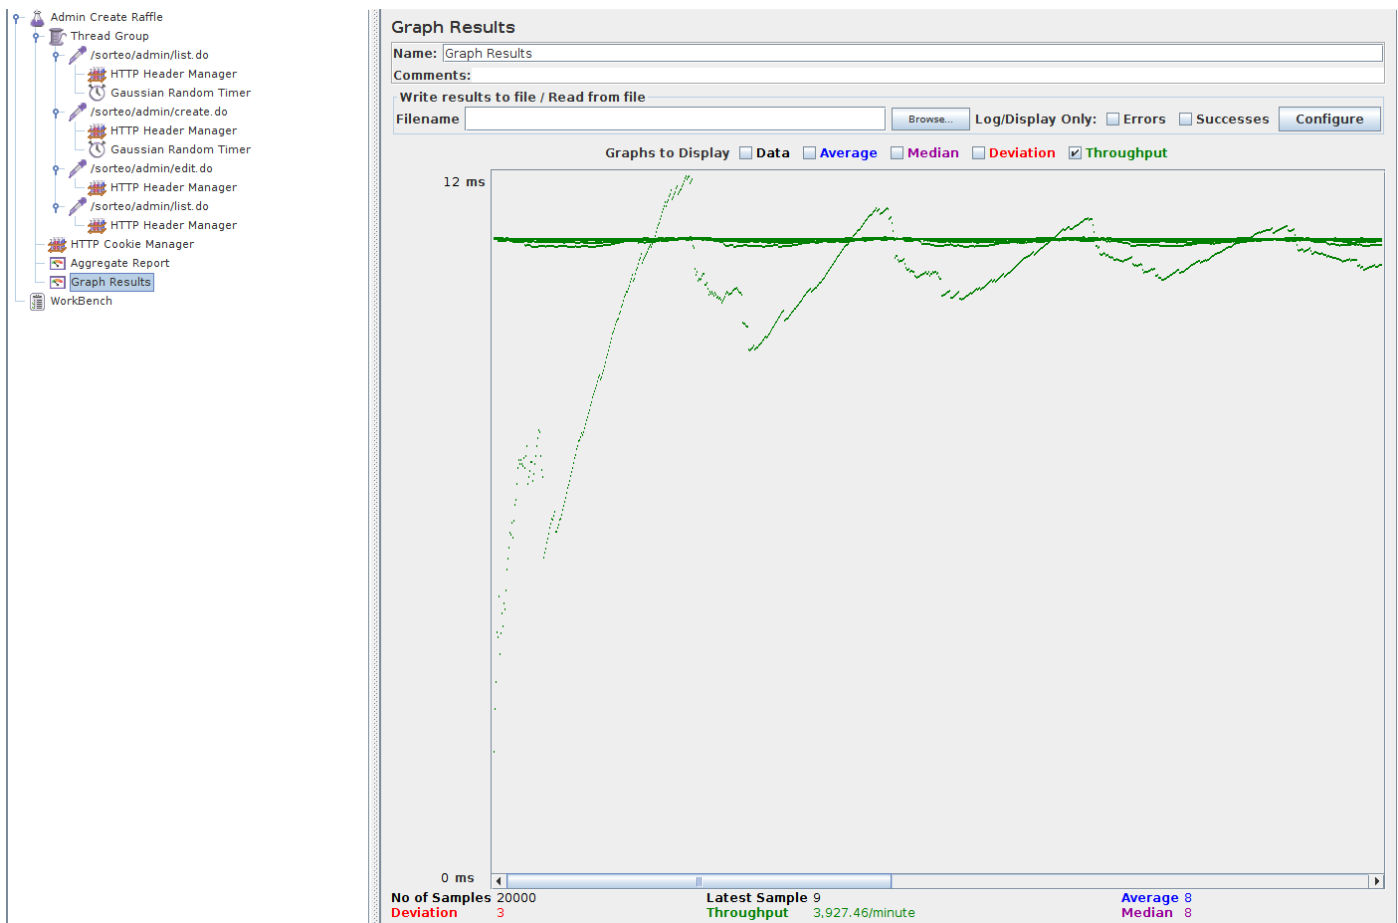 Admin Create Raffle
Thread Group
/sorteo/admin/list.do
HTTP Header Manager
Gaussian Random Timer
/sorteo/admin/create.do
HTTP Header Manager
Gaussian Random Timer
/sorteo/admin/edit.do
HTTP Header Manager
/sorteo/admin/list.do
HTTP Header Manager
HTTP Cookie Manager
Aggregate Report
Graph Results
WorkBench
Graph Results
Name: Graph Results
Comments:
Write results to file / Read from file
Filename Browse... Log/Display Only: Errors Successes Configure
Graphs to Display Data Average Median Deviation Throughput
12 ms
0 ms
No of Samples 20000 Latest Sample 9 Average 8
Deviation 3 Throughput 3,927.46/minute Median 8